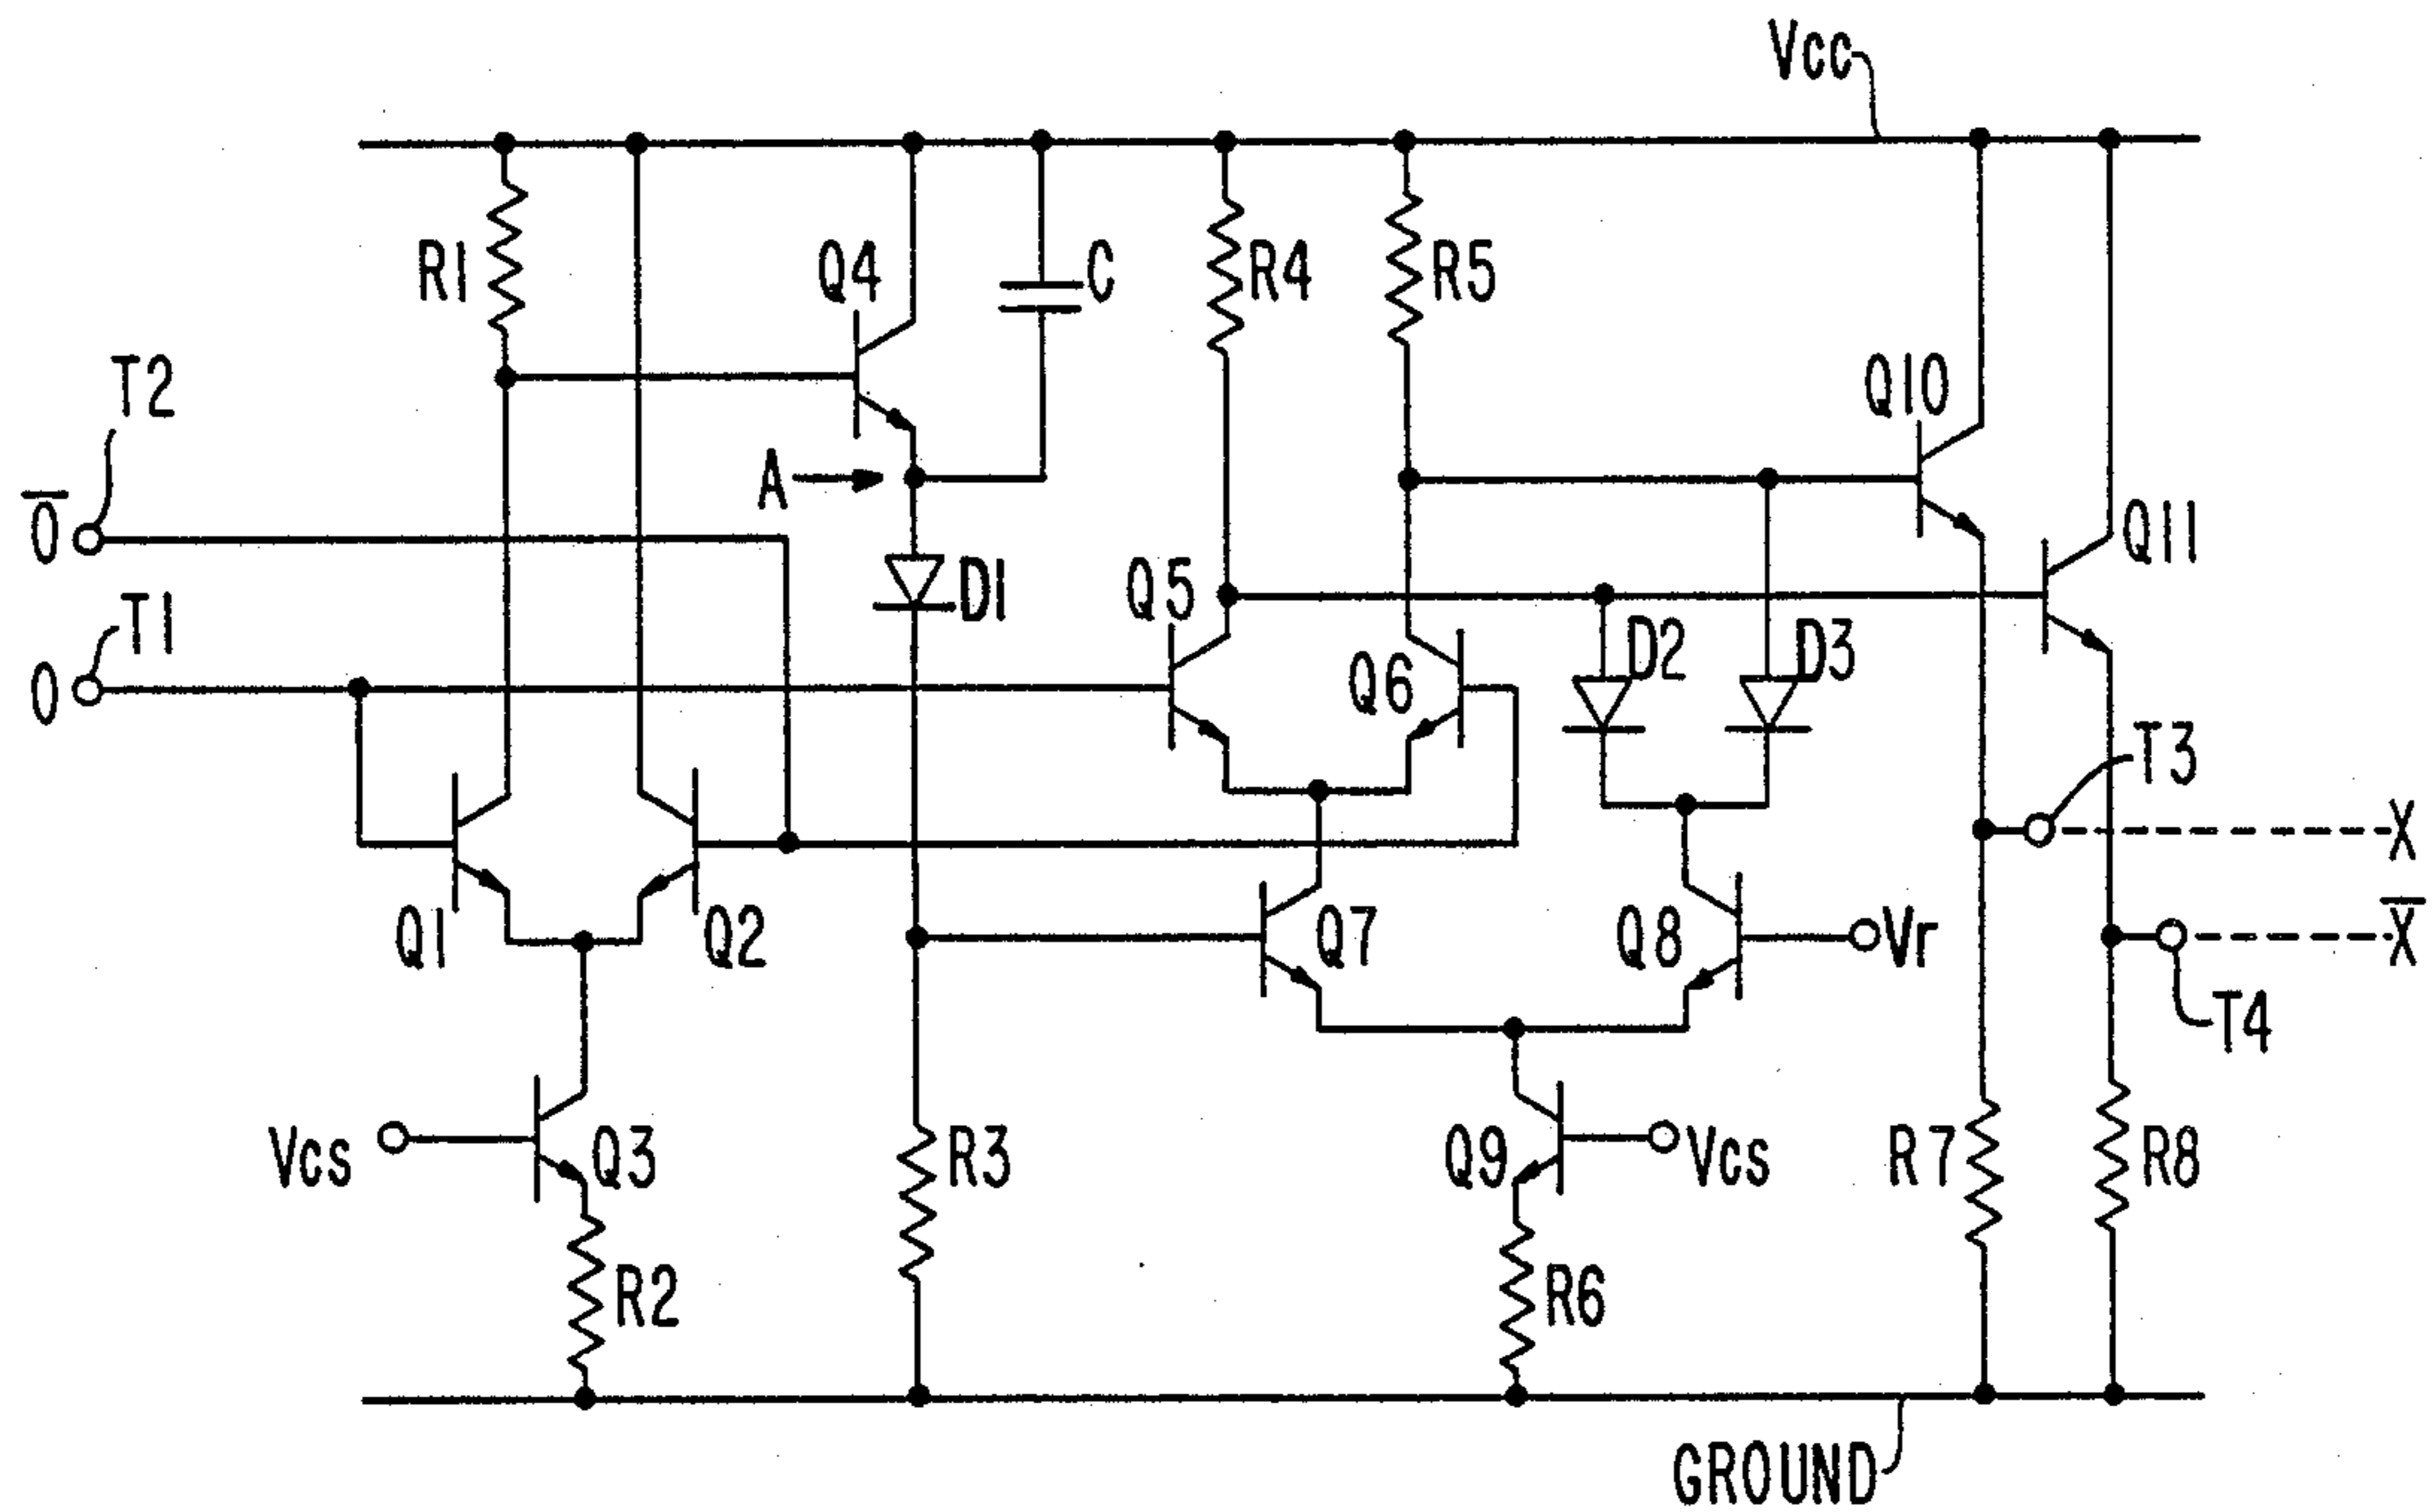 Vcc
R1
Q4
C
R4
R5
T2
Q10
A
O̅
Q11
D1
Q5
T1
D2
D3
O
Q6
T3
X
X̅
Q1
Q2
Q7
Q8
Vr
T4
Vcs
Q3
R3
Q9
Vcs
R7
R8
R2
R6
GROUND